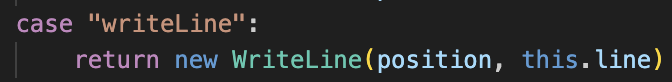 case "writeLine":
return new WriteLine(position, this.line)